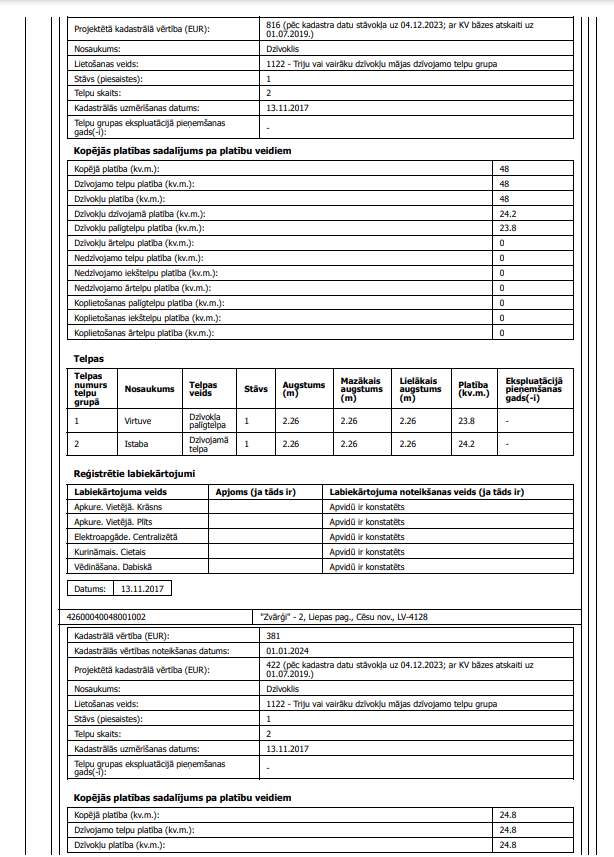 Projektētā kadastrālā vērtība (EUR): 816 (pēc kadastra datu stāvokļa uz 04.12.2023; ar KV bāzes atskaiti uz
01.07.2019.)
Nosaukums: Dzīvoklis
Lietošanas veids: 1122 - Triju vai vairāku dzīvokļu mājas dzīvojamo telpu grupa
Stāvs (piesaistes): 1
Telpu skaits: 2
Kadastrālās uzmērīšanas datums: 13.11.2017
Telpu grupas ekspluatācijā pieņemšanas
gads(-i): -
Kopējās platības sadalījums pa platību veidiem
Kopējā platība (kv.m.): 48
Dzīvojamo telpu platība (kv.m.): 48
Dzīvokļu platība (kv.m.): 48
Dzīvokļu dzīvojamā platība (kv.m.): 24.2
Dzīvokļu palīgtelpu platība (kv.m.): 23.8
Dzīvokļu ārtelpu platība (kv.m.): 0
Nedzīvojamo telpu platība (kv.m.): 0
Nedzīvojamo iekštelpu platība (kv.m.): 0
Nedzīvojamo ārtelpu platība (kv.m.): 0
Koplietošanas palīgtelpu platība (kv.m.): 0
Koplietošanas iekštelpu platība (kv.m.): 0
Koplietošanas ārtelpu platība (kv.m.): 0
Telpas
Telpas
numurs
telpu
grupā
Nosaukums
Telpas
veids
Stāvs
Augstums
(m)
Mazākais
augstums
(m)
Lielākais
augstums
(m)
Platība
(kv.m.)
Ekspluatācijā
pieņemšanas
gads(-i)
1 Virtuve Dzīvokļa
palīgtelpa 1 2.26 2.26 2.26 23.8 -
2 Istaba Dzīvojamā
telpa 1 2.26 2.26 2.26 24.2 -
Reģistrētie labiekārtojumi
Labiekārtojuma veids Apjoms (ja tāds ir) Labiekārtojuma noteikšanas veids (ja tāds ir)
Apkure. Vietējā. Krāsns Apvidū ir konstatēts
Apkure. Vietējā. Plīts Apvidū ir konstatēts
Elektroapgāde. Centralizētā Apvidū ir konstatēts
Kurināmais. Cietais Apvidū ir konstatēts
Vēdināšana. Dabiskā Apvidū ir konstatēts
Datums: 13.11.2017
42600040048001002 "Zvārģi" - 2, Liepas pag., Cēsu nov., LV-4128
Kadastrālā vērtība (EUR): 381
Kadastrālās vērtības noteikšanas datums: 01.01.2024
Projektētā kadastrālā vērtība (EUR): 422 (pēc kadastra datu stāvokļa uz 04.12.2023; ar KV bāzes atskaiti uz
01.07.2019.)
Nosaukums: Dzīvoklis
Lietošanas veids: 1122 - Triju vai vairāku dzīvokļu mājas dzīvojamo telpu grupa
Stāvs (piesaistes): 1
Telpu skaits: 2
Kadastrālās uzmērīšanas datums: 13.11.2017
Telpu grupas ekspluatācijā pieņemšanas
gads(-i): -
Kopējās platības sadalījums pa platību veidiem
Kopējā platība (kv.m.): 24.8
Dzīvojamo telpu platība (kv.m.): 24.8
Dzīvokļu platība (kv.m.): 24.8